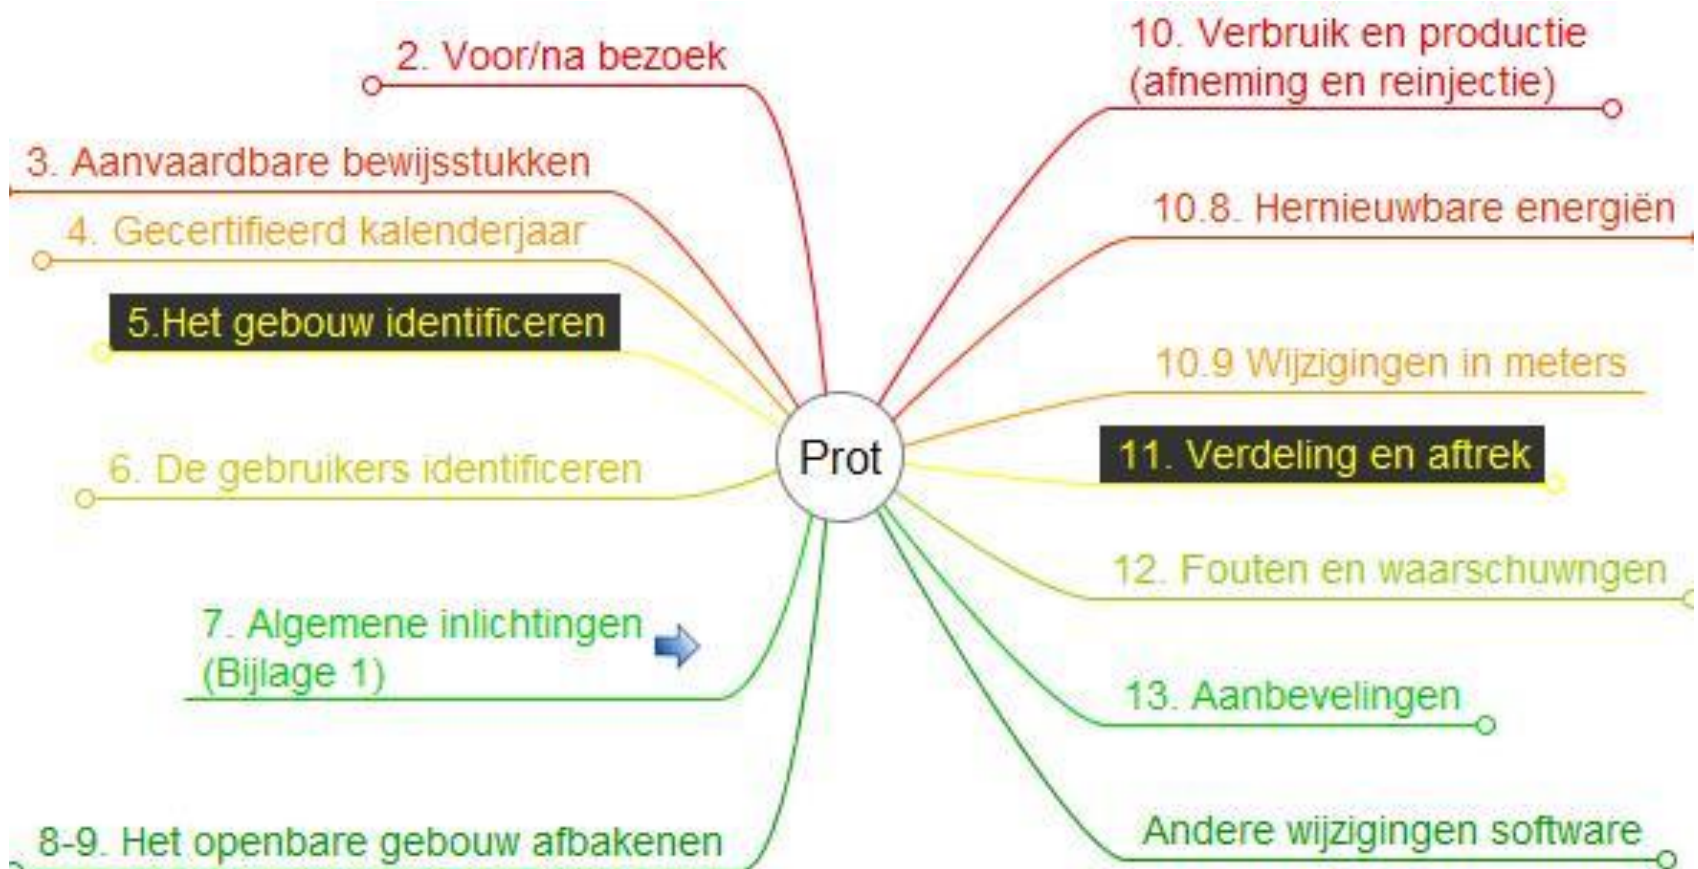 2. Voor/na bezoek
3. Aanvaardbare bewijsstukken
4. Gecertifieerd kalenderjaar
5.Het gebouw identificeren
6. De gebruikers identificeren
7. Algemene inlichtingen
(Bijlage 1)
8-9. Het openbare gebouw afbakenen
Prot
10. Verbruik en productie
(afneming en reinjectie)
10.8. Hernieuwbare energiën
10.9 Wijzigingen in meters
11. Verdeling en aftrek
12. Fouten en waarschuwngen
13. Aanbevelingen
Andere wijzigingen software